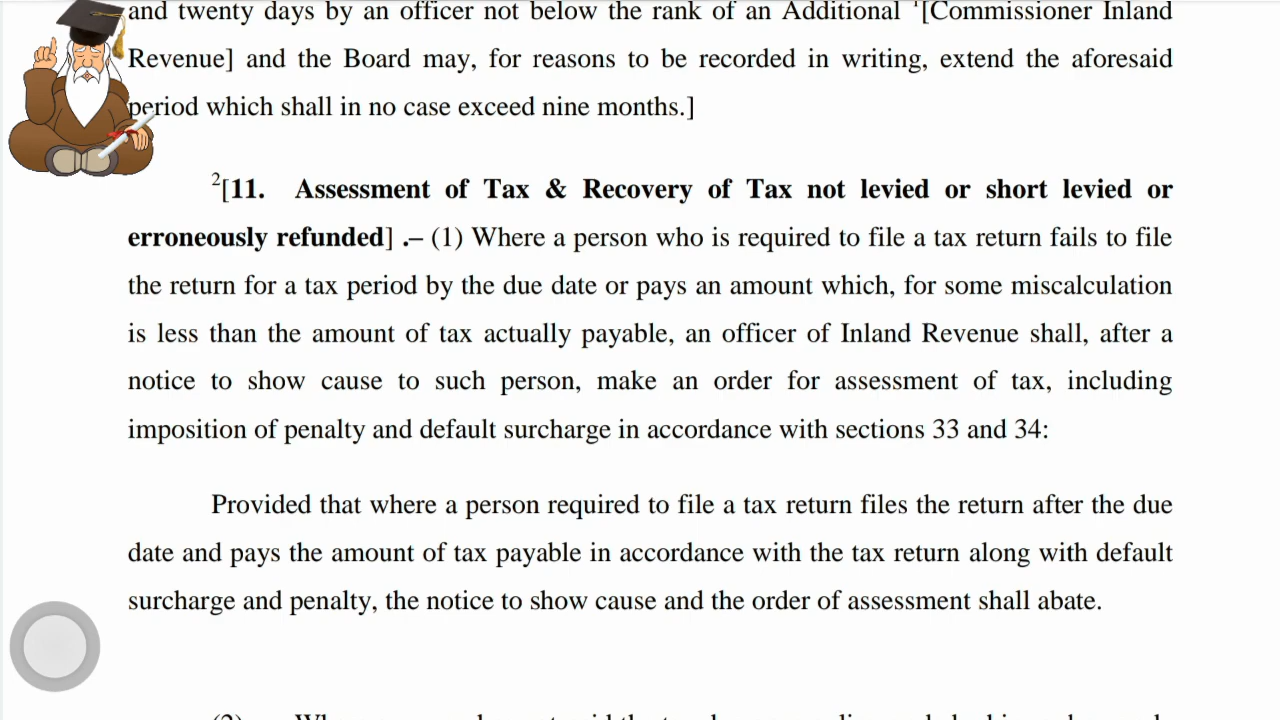 and twenty days by an officer not below the rank of an Additional ¹[Commissioner Inland
Revenue] and the Board may, for reasons to be recorded in writing, extend the aforesaid
period which shall in no case exceed nine months.]
²[11. Assessment of Tax & Recovery of Tax not levied or short levied or
erroneously refunded] .– (1) Where a person who is required to file a tax return fails to file
the return for a tax period by the due date or pays an amount which, for some miscalculation
is less than the amount of tax actually payable, an officer of Inland Revenue shall, after a
notice to show cause to such person, make an order for assessment of tax, including
imposition of penalty and default surcharge in accordance with sections 33 and 34:
Provided that where a person required to file a tax return files the return after the due
date and pays the amount of tax payable in accordance with the tax return along with default
surcharge and penalty, the notice to show cause and the order of assessment shall abate.